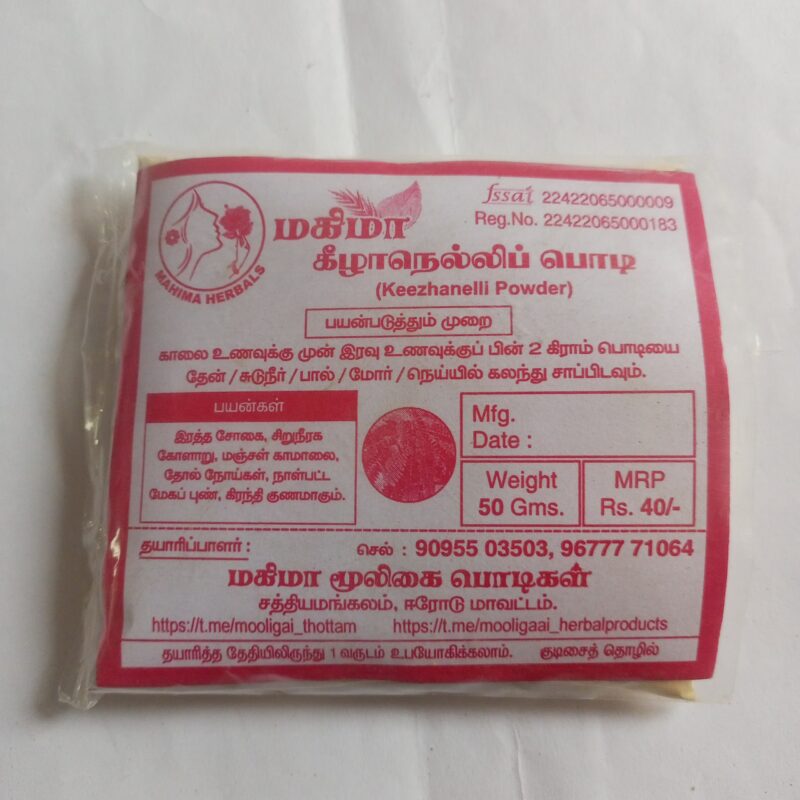 fssai 22422065000009
Reg.No. 22422065000183
MAHIMA HERBALS
மகிமா
கீழாநெல்லிப் பொடி
(Keezhanelli Powder)
பயன்படுத்தும் முறை
காலை உணவுக்கு முன் இரவு உணவுக்குப் பின் 2 கிராம் பொடியை
தேன் / சுடுநீர் / பால் / மோர் / நெய்யில் கலந்து சாப்பிடவும்.
பயன்கள்
இரத்த சோகை, சிறுநீரக
கோளாறு, மஞ்சள் காமாலை,
தோல் நோய்கள், நாள்பட்ட
மேகப் புண், கிரந்தி குணமாகும்.
Mfg.
Date :
Weight
50 Gms.
MRP
Rs. 40/-
தயாரிப்பாளர் :
செல் : 90955 03503, 96777 71064
மகிமா மூலிகை பொடிகள்
சத்தியமங்கலம், ஈரோடு மாவட்டம்.
https://t.me/mooligai_thottam https://t.me/mooligaai_herbalproducts
தயாரித்த தேதியிலிருந்து 1 வருடம் உபயோகிக்கலாம். குடிசைத் தொழில்